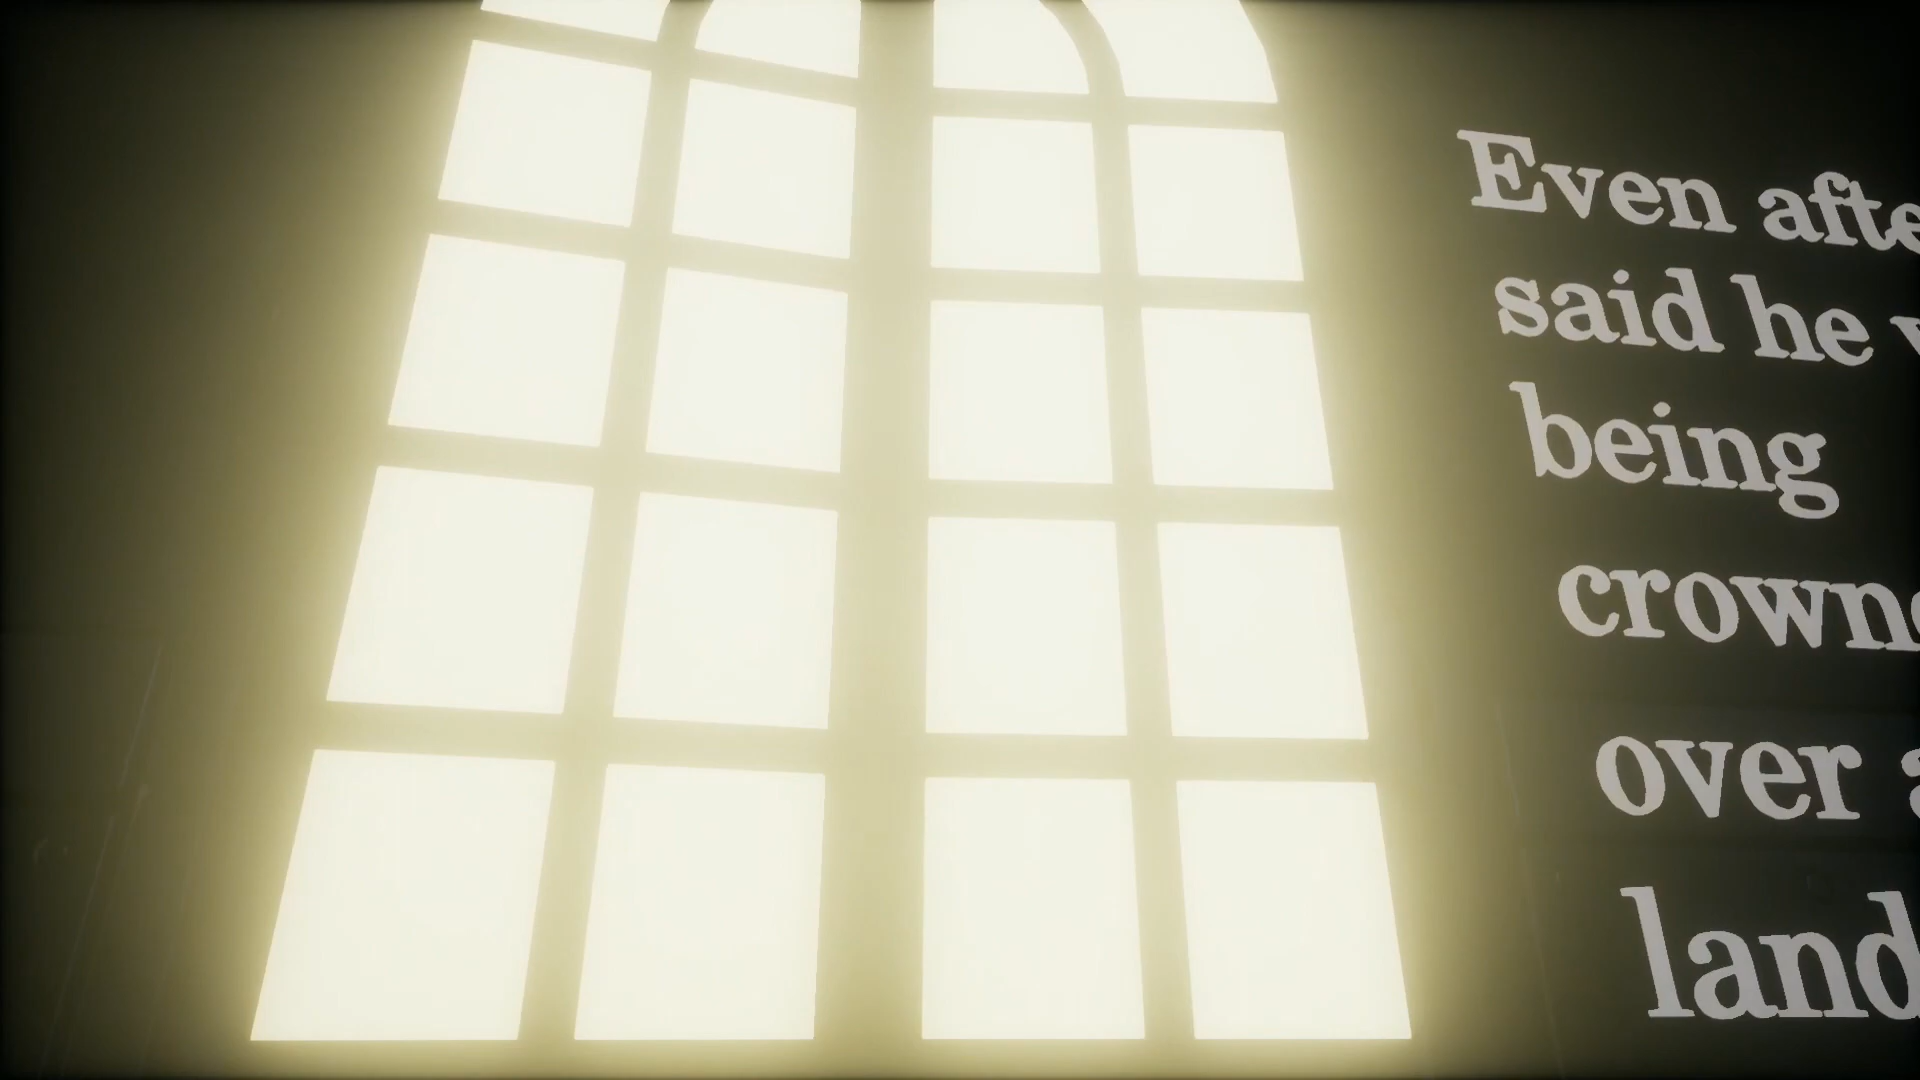 Even afte
said he
being
crown
over a
land